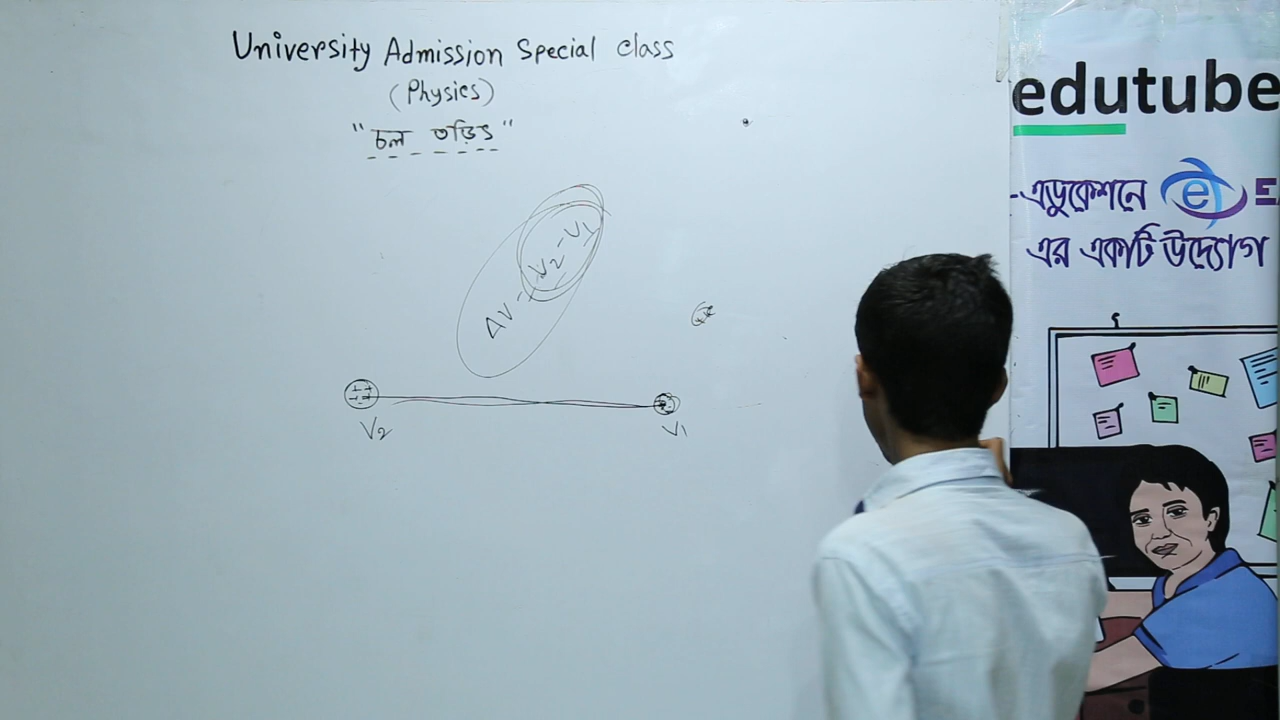 University Admission Special Class
(Physics)
"চল তড়িৎ"
ΔV = V2 - V1
V2
V1
edutube
-এডুকেশনে
e
এর একটি উদ্যোগ